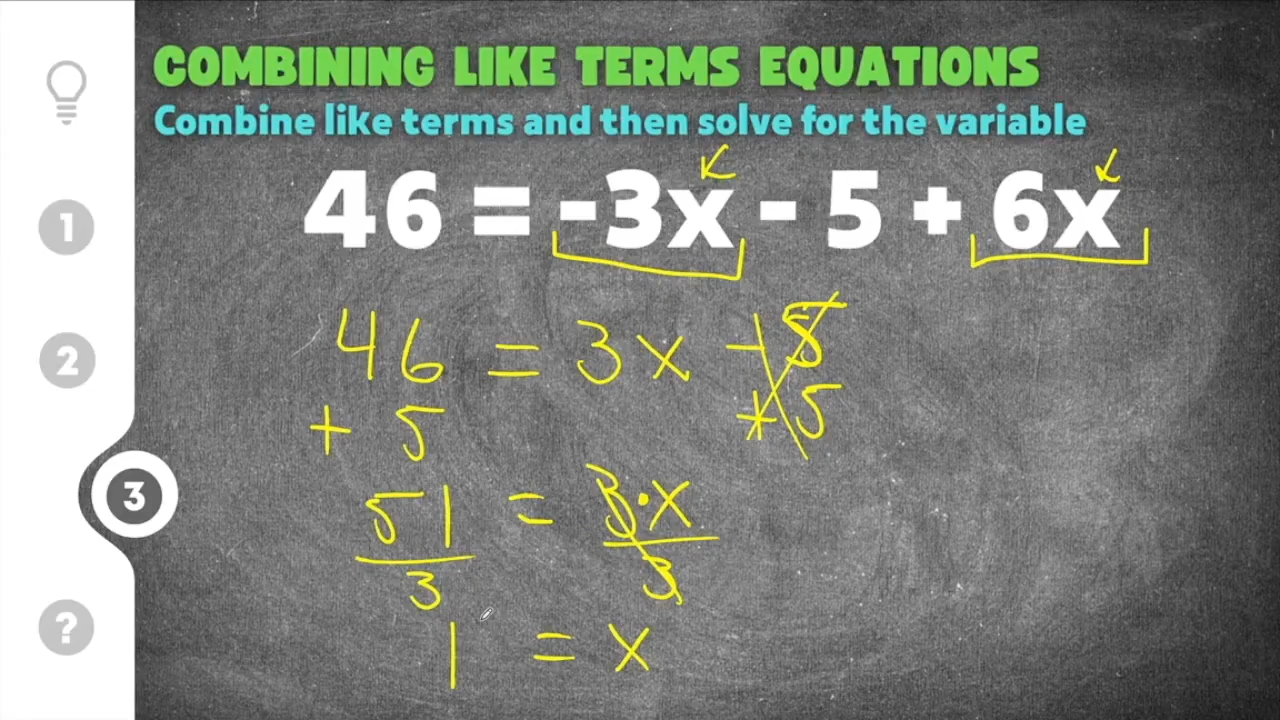 COMBINING LIKE TERMS EQUATIONS
Combine like terms and then solve for the variable
46 = -3x - 5 + 6x
1
46 = 3x - 5
2
+ 5 + 5
3
51 = 3·x
3 3
?
1 = x